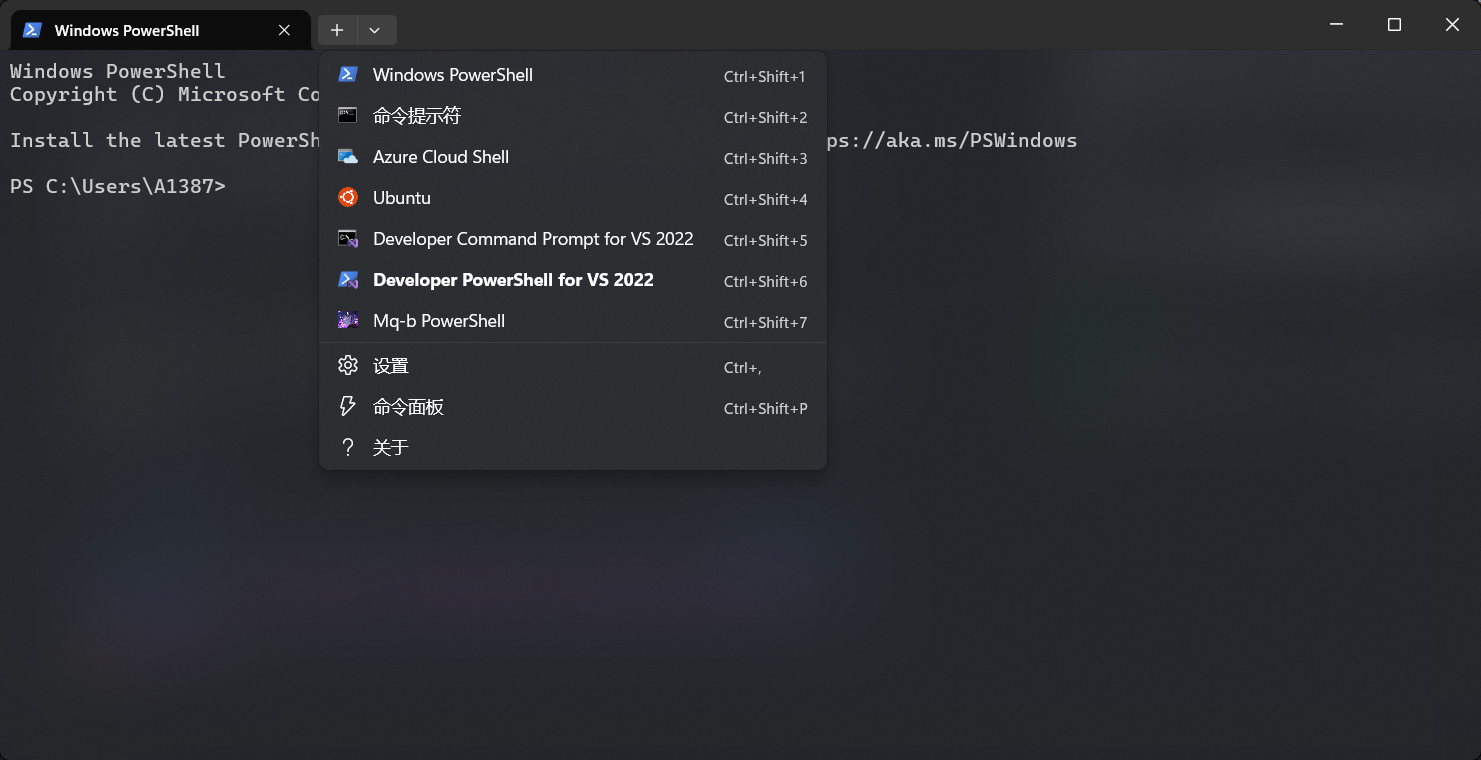 Windows PowerShell
Windows PowerShell
Copyright (C) Microsoft Co
Install the latest PowerSh
ps://aka.ms/PSWindows
PS C:\Users\A1387>
Windows PowerShell Ctrl+Shift+1
命令提示符 Ctrl+Shift+2
Azure Cloud Shell Ctrl+Shift+3
Ubuntu Ctrl+Shift+4
Developer Command Prompt for VS 2022 Ctrl+Shift+5
Developer PowerShell for VS 2022 Ctrl+Shift+6
Mq-b PowerShell Ctrl+Shift+7
设置 Ctrl+,
命令面板 Ctrl+Shift+P
关于